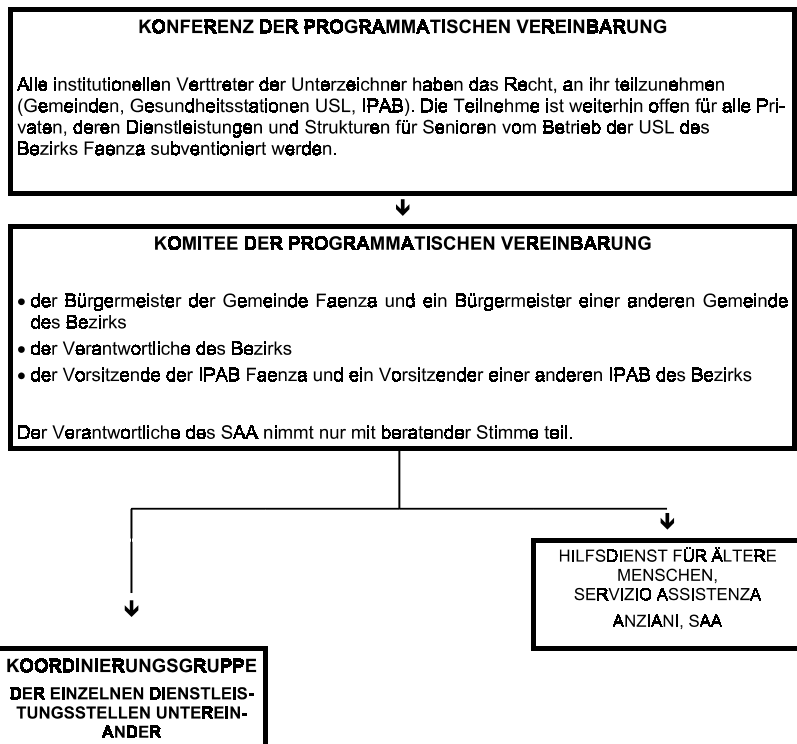 KONFERENZ DER PROGRAMMATISCHEN VEREINBARUNG
Alle institutionellen Verttreter der Unterzeichner haben das Recht, an ihr teilzunehmen
(Gemeinden, Gesundheitsstationen USL, IPAB). Die Teilnehme ist weiterhin offen für alle Pri-
vaten, deren Dienstleistungen und Strukturen für Senioren vom Betrieb der USL des
Bezirks Faenza subventioniert werden.
KOMITEE DER PROGRAMMATISCHEN VEREINBARUNG
• der Bürgermeister der Gemeinde Faenza und ein Bürgermeister einer anderen Gemeinde
des Bezirks
• der Verantwortliche des Bezirks
• der Vorsitzende der IPAB Faenza und ein Vorsitzender einer anderen IPAB des Bezirks
Der Verantwortliche des SAA nimmt nur mit beratender Stimme teil.
HILFSDIENST FÜR ÄLTERE
MENSCHEN,
SERVIZIO ASSISTENZA
ANZIANI, SAA
KOORDINIERUNGSGRUPPE
DER EINZELNEN DIENSTLEIS-
TUNGSSTELLEN UNTEREIN-
ANDER